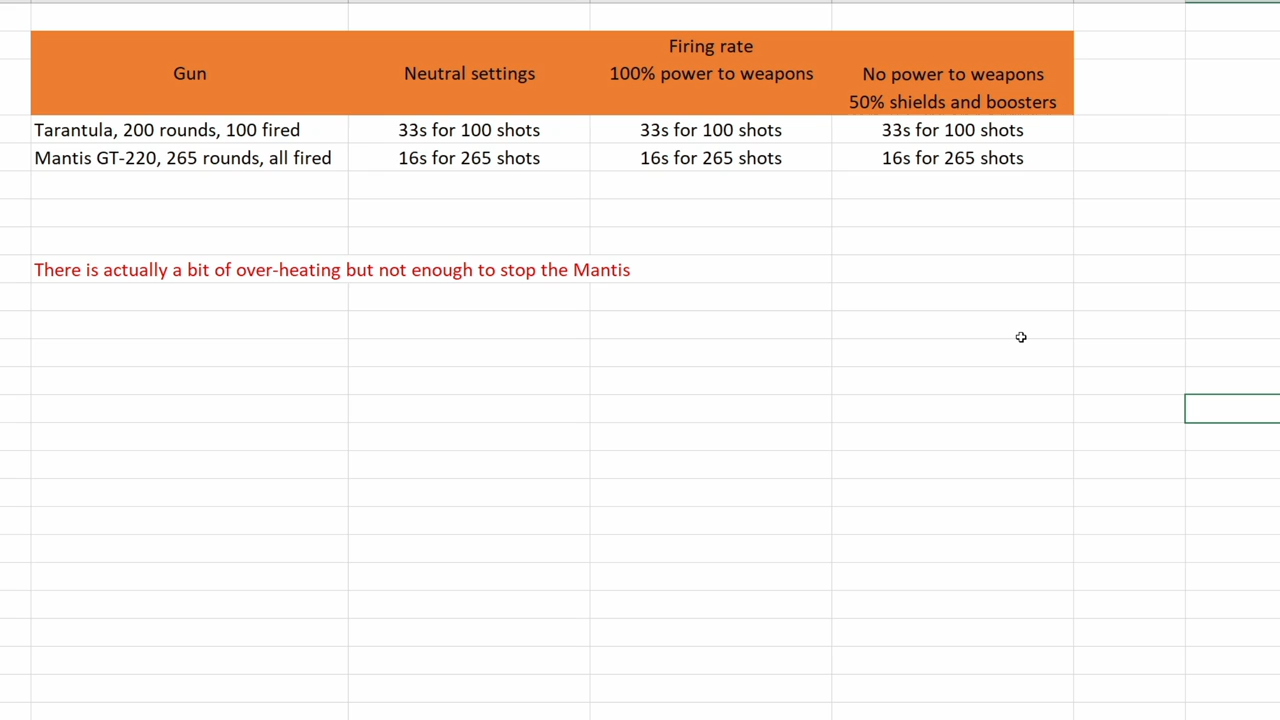 Firing rate
Gun Neutral settings 100% power to weapons No power to weapons
50% shields and boosters
Tarantula, 200 rounds, 100 fired 33s for 100 shots 33s for 100 shots 33s for 100 shots
Mantis GT-220, 265 rounds, all fired 16s for 265 shots 16s for 265 shots 16s for 265 shots
There is actually a bit of over-heating but not enough to stop the Mantis